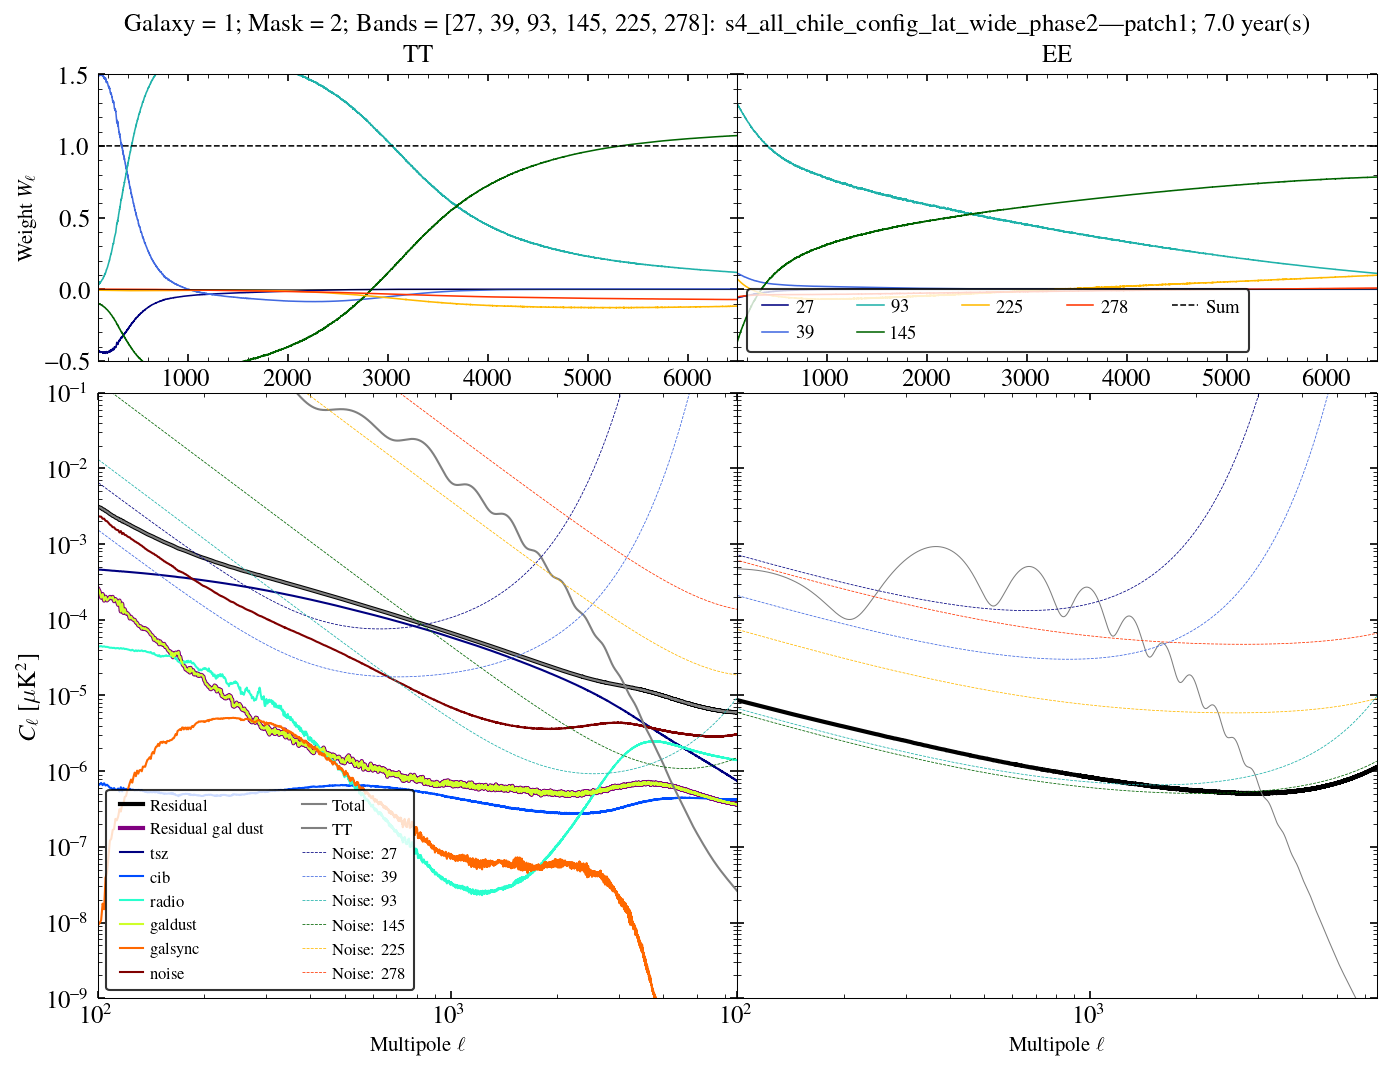 Galaxy = 1; Mask = 2; Bands = [27, 39, 93, 145, 225, 278]: s4_all_chile_config_lat_wide_phase2—patch1; 7.0 year(s)
TT
EE
1.5
1.0
0.5
0.0
−0.5
Weight W_ℓ
27
93
225
278
Sum
39
145
1000 2000 3000 4000 5000 6000
1000 2000 3000 4000 5000 6000
10^{-1}
10^{-2}
10^{-3}
10^{-4}
10^{-5}
10^{-6}
10^{-7}
10^{-8}
10^{-9}
C_ℓ [μK^2]
Residual
Residual gal dust
tsz
cib
radio
galdust
galsync
noise
Total
TT
Noise: 27
Noise: 39
Noise: 93
Noise: 145
Noise: 225
Noise: 278
10^2 10^3
10^2 10^3
Multipole ℓ
Multipole ℓ